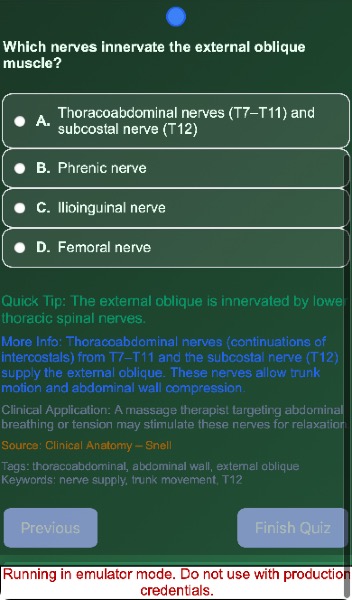 Which nerves innervate the external oblique
muscle?
A. Thoracoabdominal nerves (T7–T11) and
subcostal nerve (T12)
B. Phrenic nerve
C. Ilioinguinal nerve
D. Femoral nerve
Quick Tip: The external oblique is innervated by lower
thoracic spinal nerves.
More Info: Thoracoabdominal nerves (continuations of
intercostals) from T7–T11 and the subcostal nerve (T12)
supply the external oblique. These nerves allow trunk
motion and abdominal wall compression.
Clinical Application: A massage therapist targeting abdominal
breathing or tension may stimulate these nerves for relaxation
Source: Clinical Anatomy – Snell
Tags: thoracoabdominal, abdominal wall, external oblique
Keywords: nerve supply, trunk movement, T12
Previous
Finish Quiz
Running in emulator mode. Do not use with production
credentials.